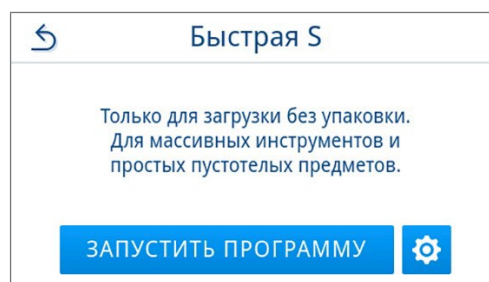 Быстрая S
Только для загрузки без упаковки.
Для массивных инструментов и
простых пустотелых предметов.
ЗАПУСТИТЬ ПРОГРАММУ